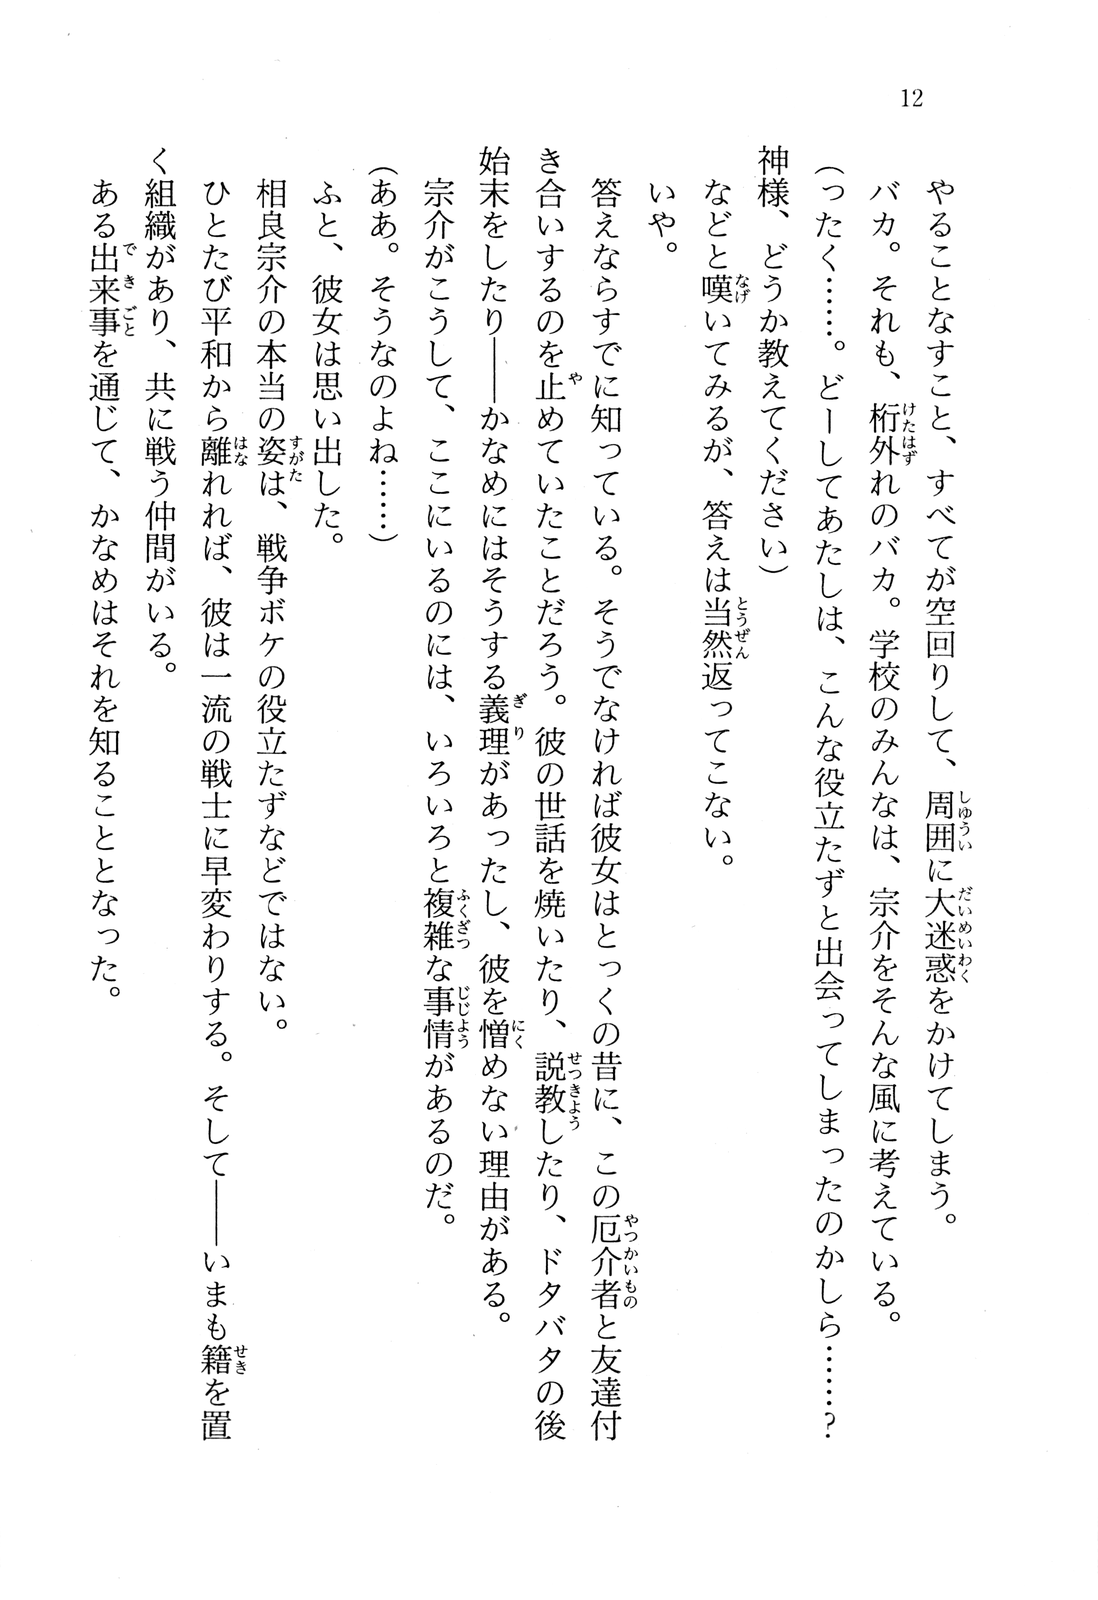 12
やることなすこと、すべてが空回りして、周囲に大迷惑をかけてしまう。
バカ。それも、桁外れのバカ。学校のみんなは、宗介をそんな風に考えている。
（ったく……。どーしてあたしは、こんな役立たずと出会ってしまったのかしら……？
神様、どうか教えてください）
などと嘆いてみるが、答えは当然返ってこない。
いや。
答えならすでに知っている。そうでなければ彼女はとっくの昔に、この厄介者と友達付
き合いするのを止めていたことだろう。彼の世話を焼いたり、説教したり、ドタバタの後
始末をしたり――かなめにはそうする義理があったし、彼を憎めない理由がある。
宗介がこうして、ここにいるのには、いろいろと複雑な事情があるのだ。
（ああ。そうなのよね……）
ふと、彼女は思い出した。
相良宗介の本当の姿は、戦争ボケの役立たずなどではない。
ひとたび平和から離れれば、彼は一流の戦士に早変わりする。そして――いまも籍を置
く組織があり、共に戦う仲間がいる。
ある出来事を通じて、かなめはそれを知ることとなった。